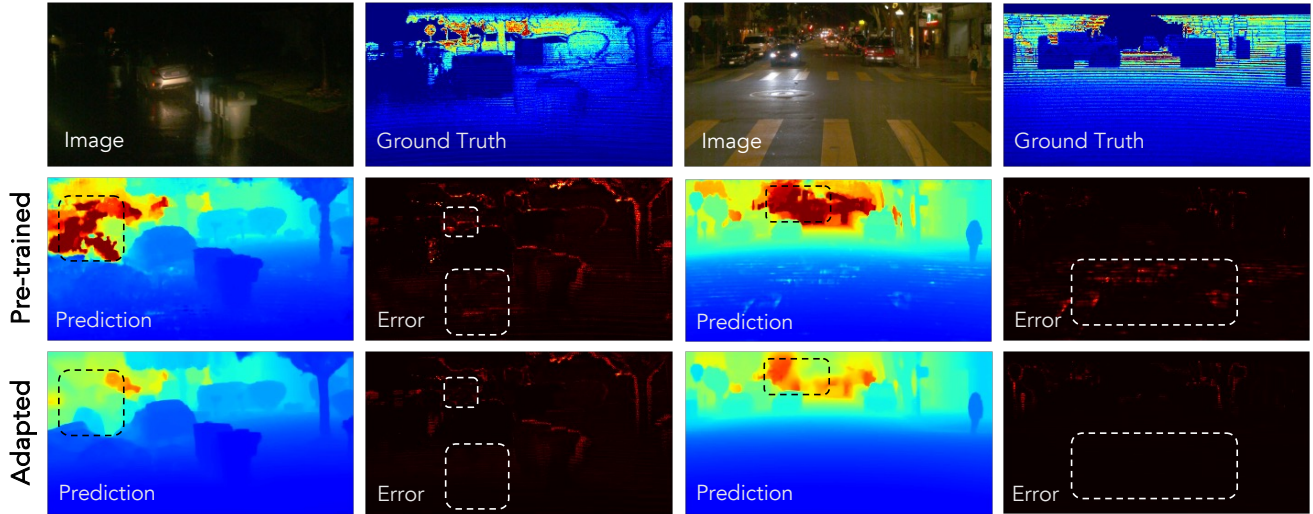 Image
Ground Truth
Image
Ground Truth
Pre-trained
Prediction
Error
Prediction
Error
Adapted
Prediction
Error
Prediction
Error